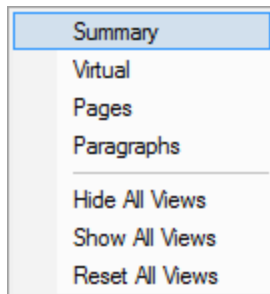 Summary
Virtual
Pages
Paragraphs
Hide All Views
Show All Views
Reset All Views